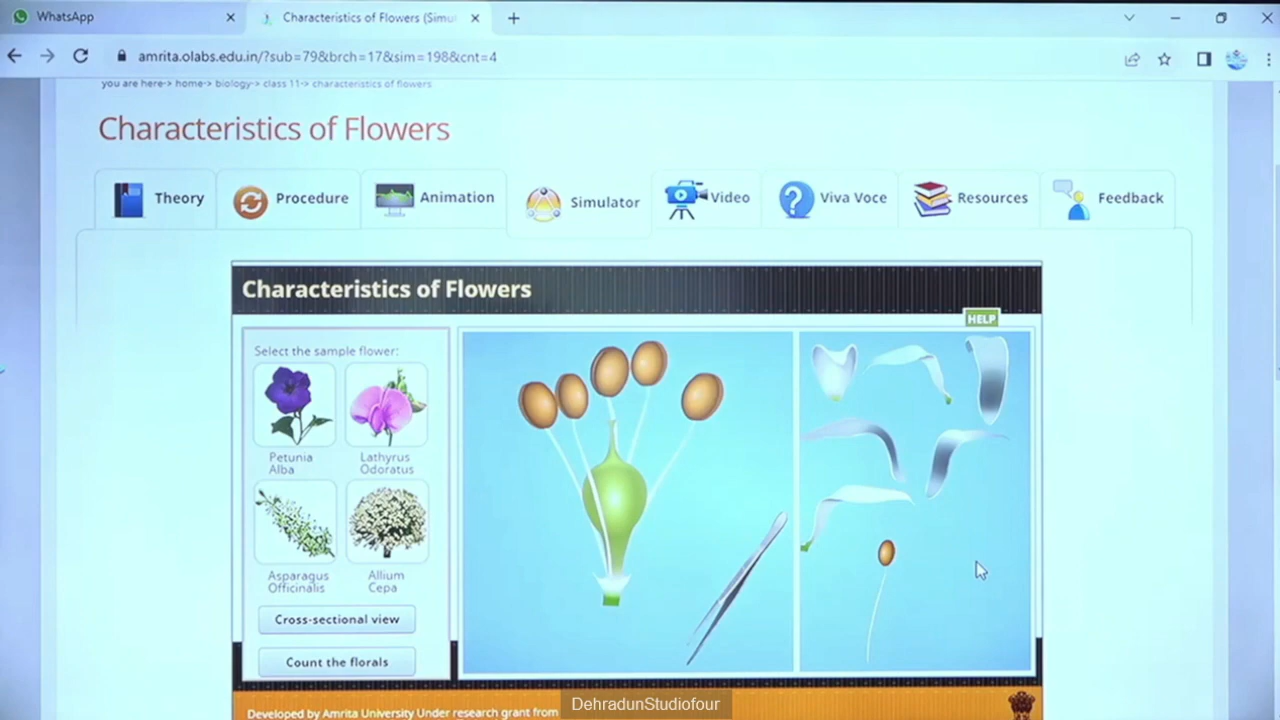 WhatsApp
Characteristics of Flowers (Simul
amrita.olabs.edu.in/?sub=79&brch=17&sim=198&cnt=4
you are here-> home-> biology-> class 11-> characteristics of flowers
Characteristics of Flowers
Theory
Procedure
Animation
Simulator
Video
Viva Voce
Resources
Feedback
Characteristics of Flowers
HELP
Select the sample flower:
Petunia
Alba
Lathyrus
Odoratus
Asparagus
Officinalis
Allium
Cepa
Cross-sectional view
Count the florals
Developed by Amrita University Under research grant from
DehradunStudiofour